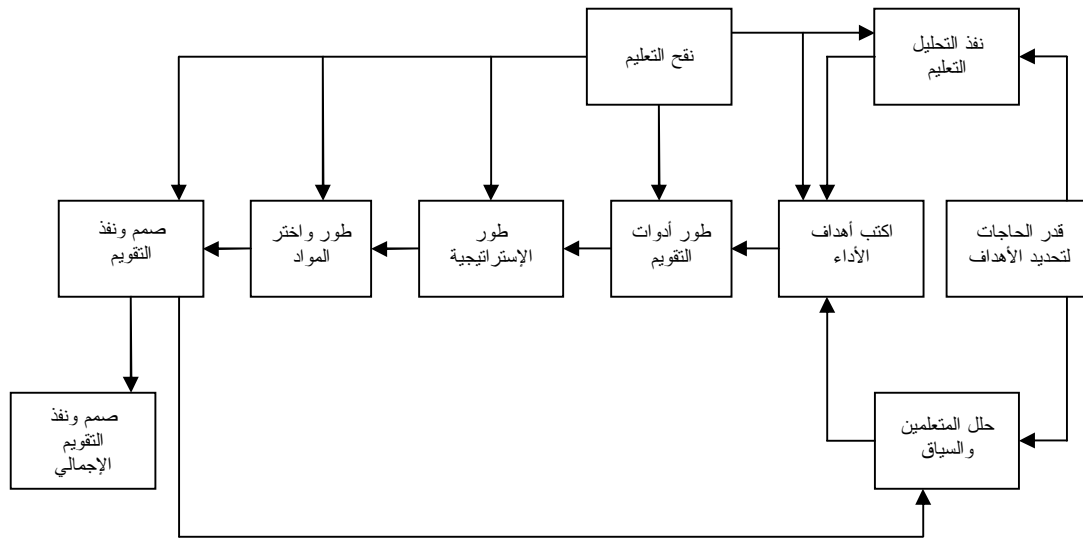 نقح التعليم
نفذ التحليل
التعليم
قدر الحاجات
لتحديد الأهداف
اكتب أهداف
الأداء
طور أدوات
التقويم
طور
الإستراتيجية
طور واختر
المواد
صمم ونفذ
التقويم
حلل المتعلمين
والسياق
صمم ونفذ
التقويم
الإجمالي